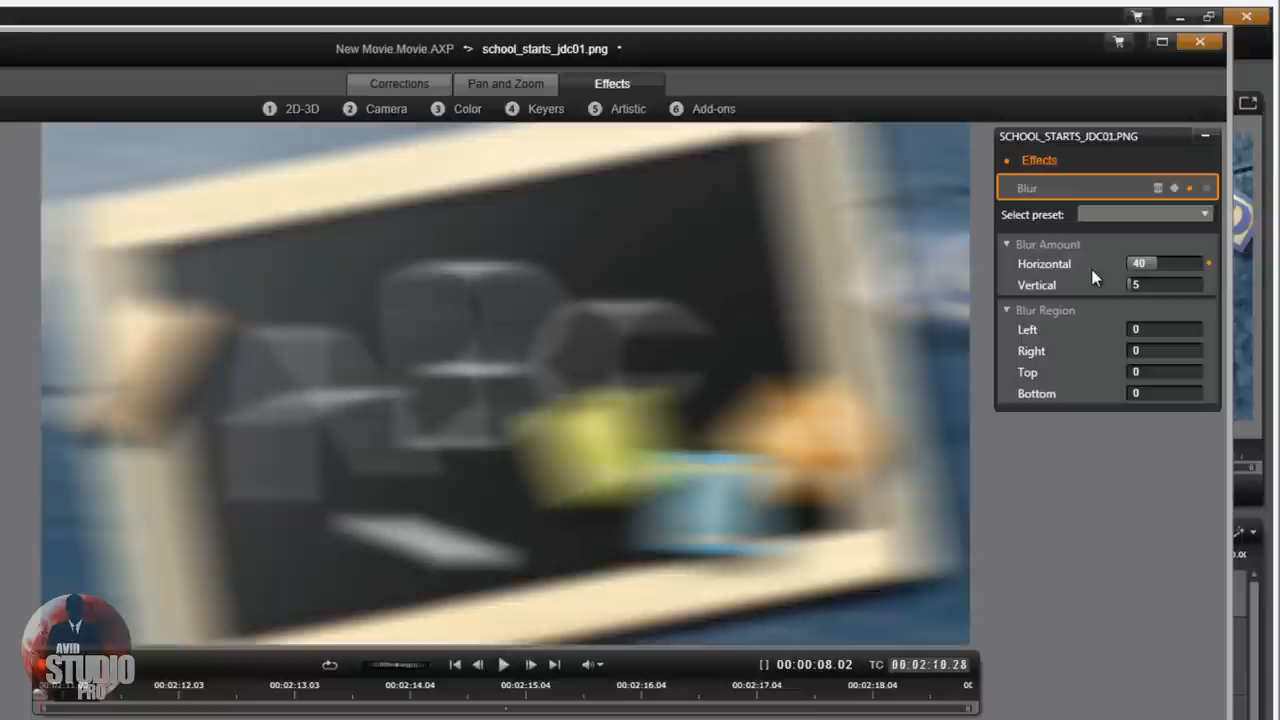 New Movie.Movie.AXP -> school_starts_jdc01.png •
Corrections Pan and Zoom Effects
1 2D-3D 2 Camera 3 Color 4 Keyers 5 Artistic 6 Add-ons
SCHOOL_STARTS_JDC01.PNG
Effects
Blur
Select preset:
Blur Amount
Horizontal 40
Vertical 5
Blur Region
Left 0
Right 0
Top 0
Bottom 0
ABC
AVID
STUDIO
PRO
[] 00:00:08.02 TC 00:02:10.28
00:02:12.03 00:02:13.03 00:02:14.04 00:02:15.04 00:02:16.04 00:02:17.04 00:02:18.04 00